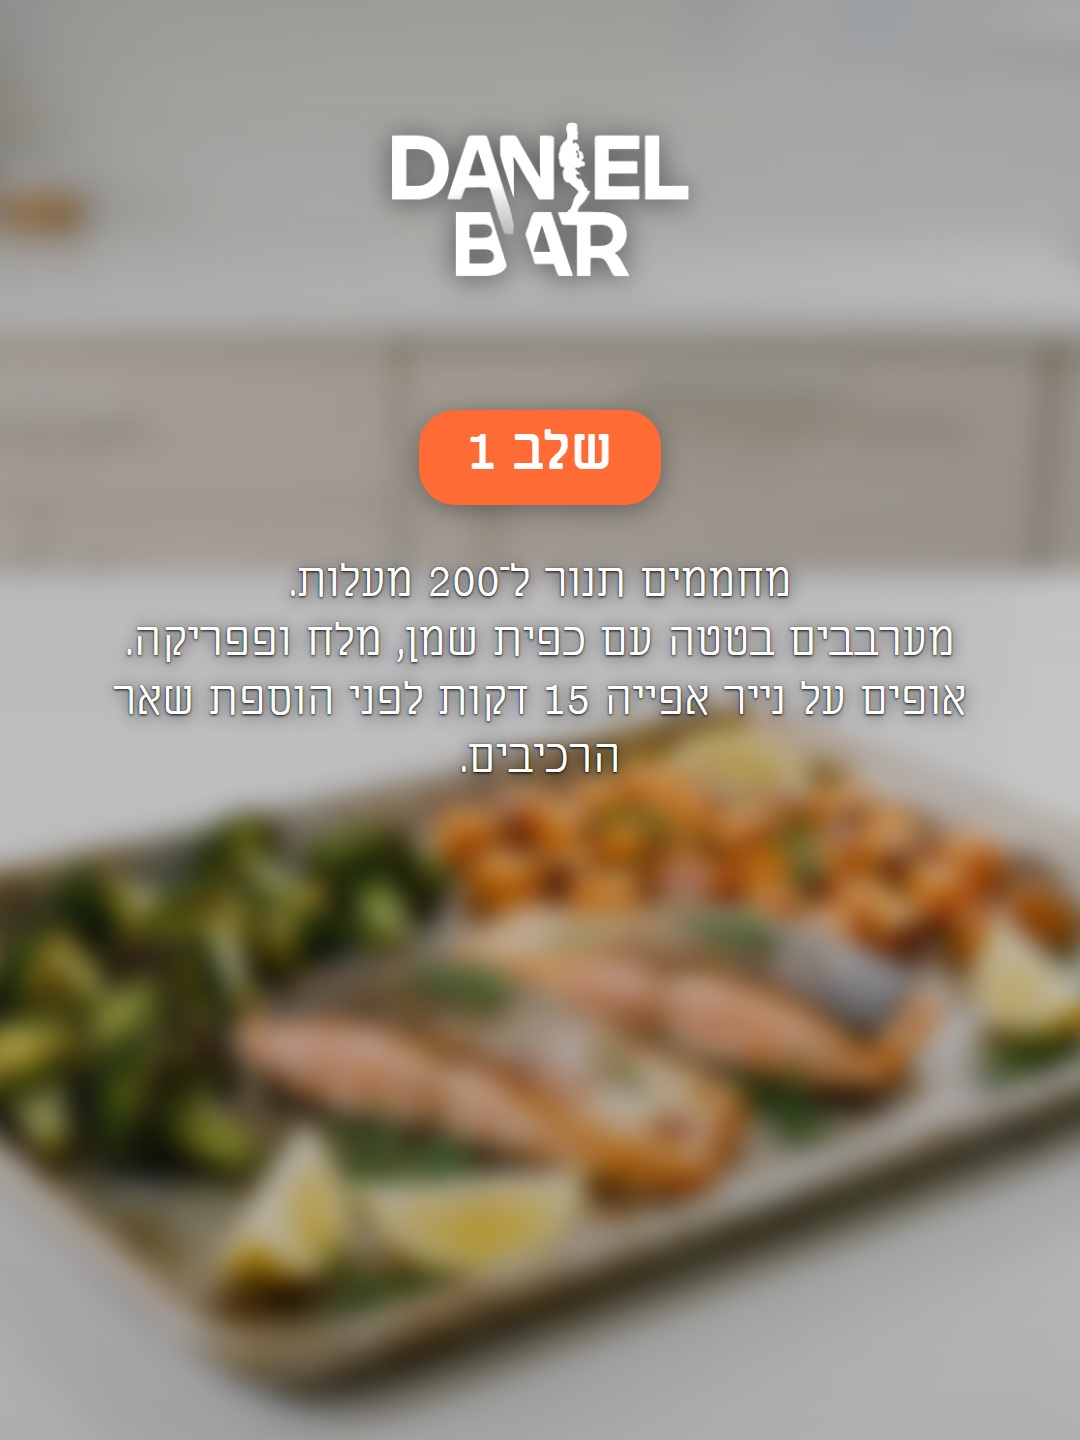 DANIEL
BAR
שלב 1
מחממים תנור ל־200 מעלות.
מערבבים בטטה עם כפית שמן, מלח ופפריקה.
אופים על נייר אפייה 15 דקות לפני הוספת שאר
הרכיבים.